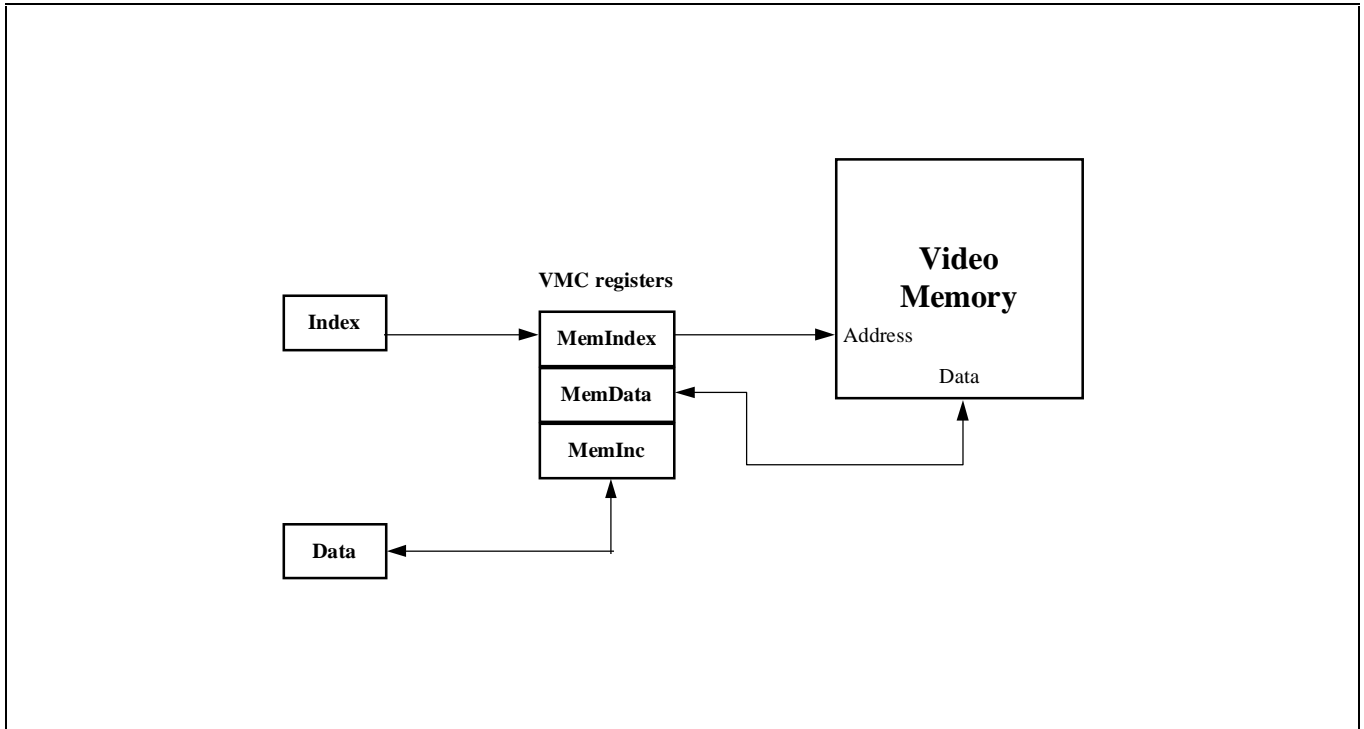 Video
Memory
VMC registers
Index
MemIndex
Address
Data
MemData
MemInc
Data